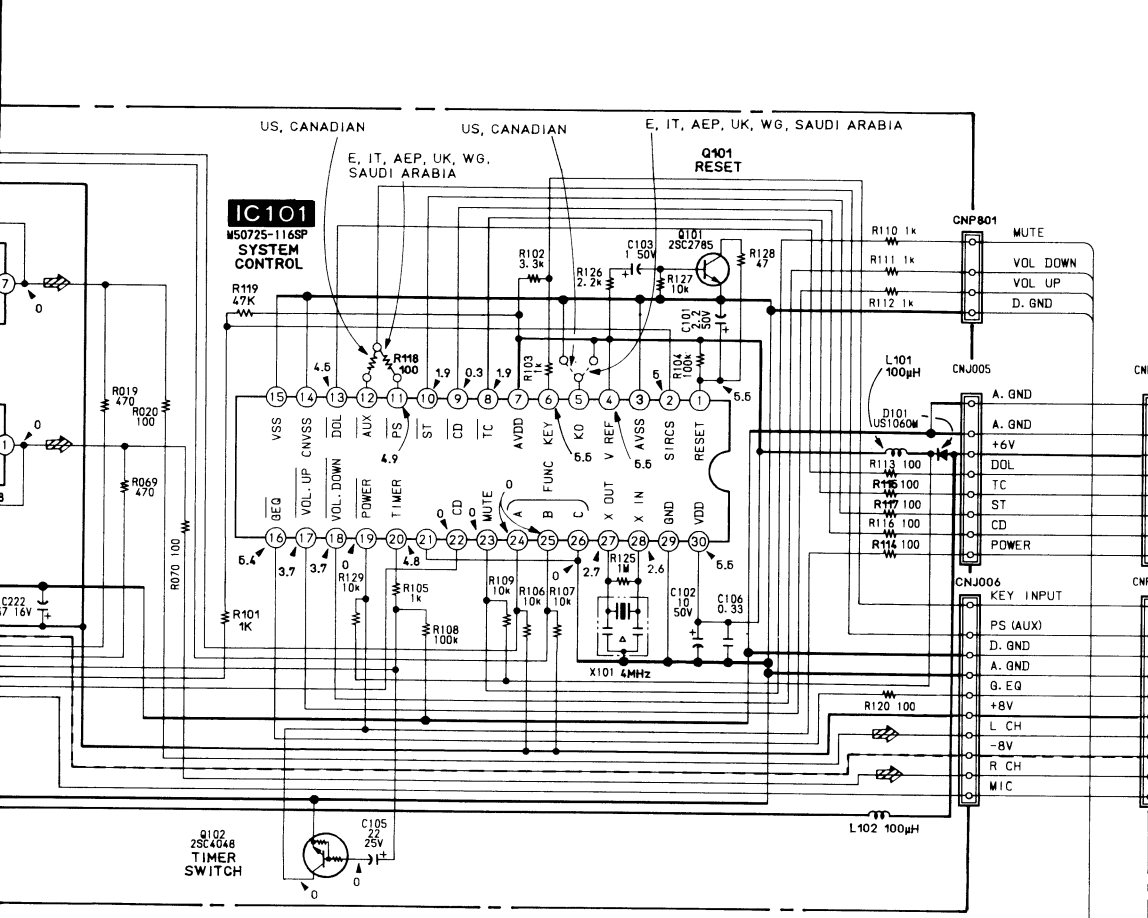 US, CANADIAN
US, CANADIAN
E, IT, AEP, UK, WG, SAUDI ARABIA
E, IT, AEP, UK, WG,
SAUDI ARABIA
Q101
RESET
IC101
M50725-116SP
SYSTEM
CONTROL
R119
47K
R102
3.3k
R126
2.2k
C103
1 50V
R127
10k
Q101
2SC2785
R128
47
C101
2.2
50V
R103
1k
R104
100k
R118
100
4.5
1.9
0.3
1.9
5
5.5
15
14
13
12
11
10
9
8
7
6
5
4
3
2
1
VSS
CNVSS
DOL
AUX
PS
ST
CD
TC
AVDD
KEY
KO
V REF
AVSS
SIRCS
RESET
4.9
5.5
5.5
GEQ
VOL. UP
VOL. DOWN
POWER
TIMER
CD
MUTE
A
B
C
FUNC
X OUT
X IN
GND
VDD
0
0
0
16
17
18
19
20
21
22
23
24
25
26
27
28
29
30
5.4
3.7
3.7
0
4.8
0
2.7
2.6
5.5
R129
10k
R105
1k
R108
100k
R109
10k
R106
10k
R107
10k
R125
1M
C102
10
50V
C106
0.33
X101 4MHz
7
0
1
0
R019
470
R020
100
R069
470
R070 100
R101
1K
C222
16V
Q102
2SC4048
TIMER
SWITCH
C105
22
25V
0
0
CNP801
R110 1k
MUTE
R111 1k
VOL DOWN
VOL UP
R112 1k
D. GND
L101
100μH
CNJ005
D101
US1060M
A. GND
A. GND
+6V
R113 100
DOL
R115 100
TC
R117 100
ST
R116 100
CD
R114 100
POWER
CNJ006
KEY INPUT
PS (AUX)
D. GND
A. GND
G. EQ
R120 100
+8V
L CH
-8V
R CH
MIC
L102 100μH